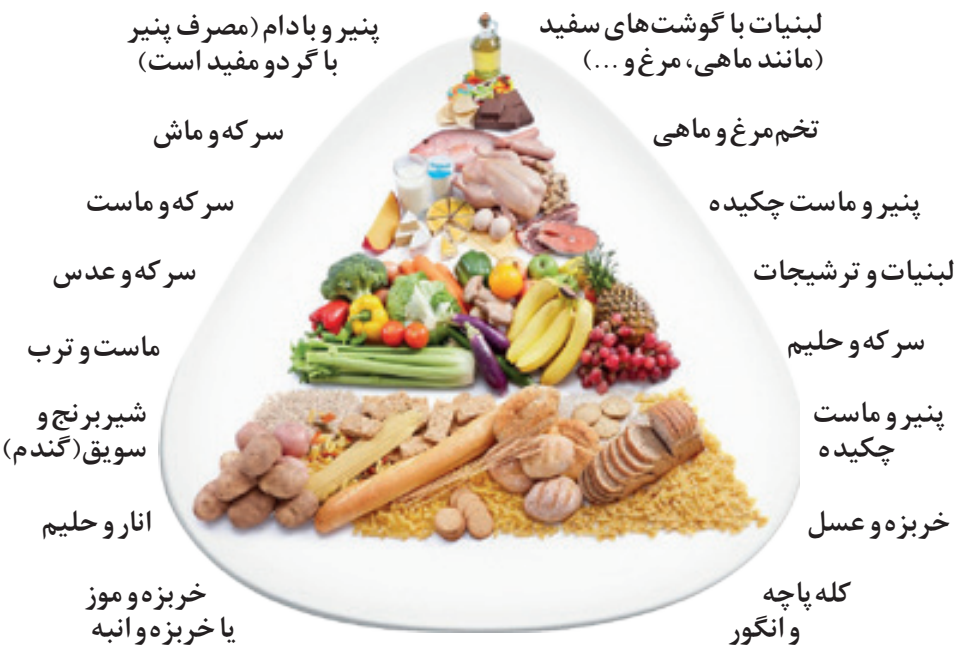 لبنیات با گوشت‌های سفید
(مانند ماهی، مرغ و ...)
تخم‌مرغ و ماهی
پنیر و ماست چکیده
لبنیات و ترشیجات
سرکه و حلیم
پنیر و ماست
چکیده
خربزه و عسل
کله پاچه
و انگور
پنیر و بادام (مصرف پنیر
با گردو مفید است)
سرکه و ماش
سرکه و ماست
سرکه و عدس
ماست و ترب
شیربرنج و
سویق (گندم)
انار و حلیم
خربزه و موز
یا خربزه و انبه